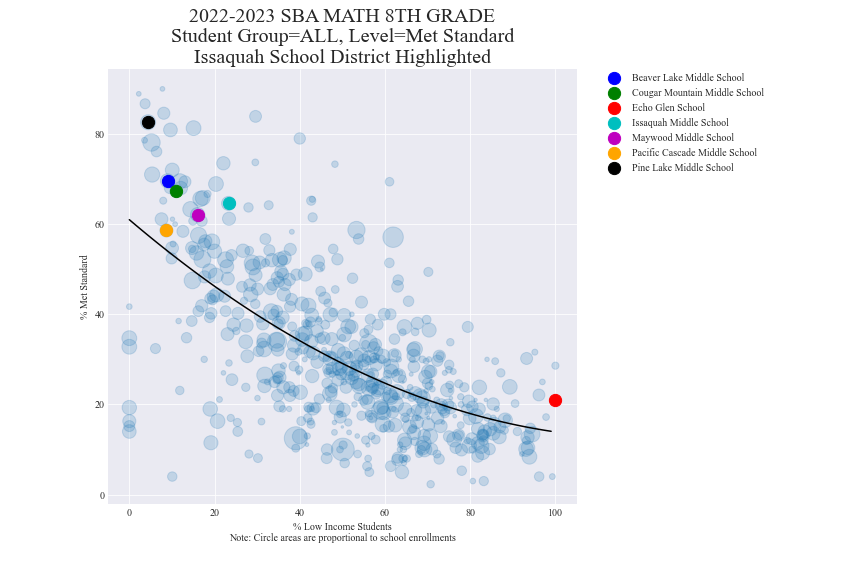 2022-2023 SBA MATH 8TH GRADE
Student Group=ALL, Level=Met Standard
Issaquah School District Highlighted
Beaver Lake Middle School
Cougar Mountain Middle School
Echo Glen School
Issaquah Middle School
Maywood Middle School
Pacific Cascade Middle School
Pine Lake Middle School
% Met Standard
80
60
40
20
0
0 20 40 60 80 100
% Low Income Students
Note: Circle areas are proportional to school enrollments